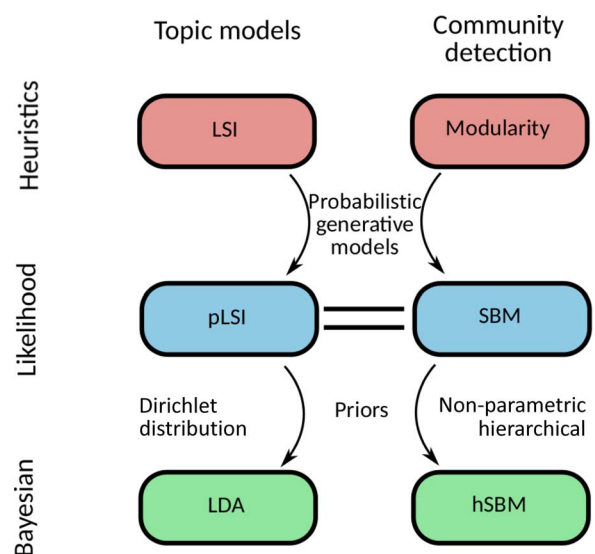 Topic models
Community
detection
Heuristics
LSI
Modularity
Probabilistic
generative
models
Likelihood
pLSI
SBM
Dirichlet
distribution
Priors
Non-parametric
hierarchical
Bayesian
LDA
hSBM